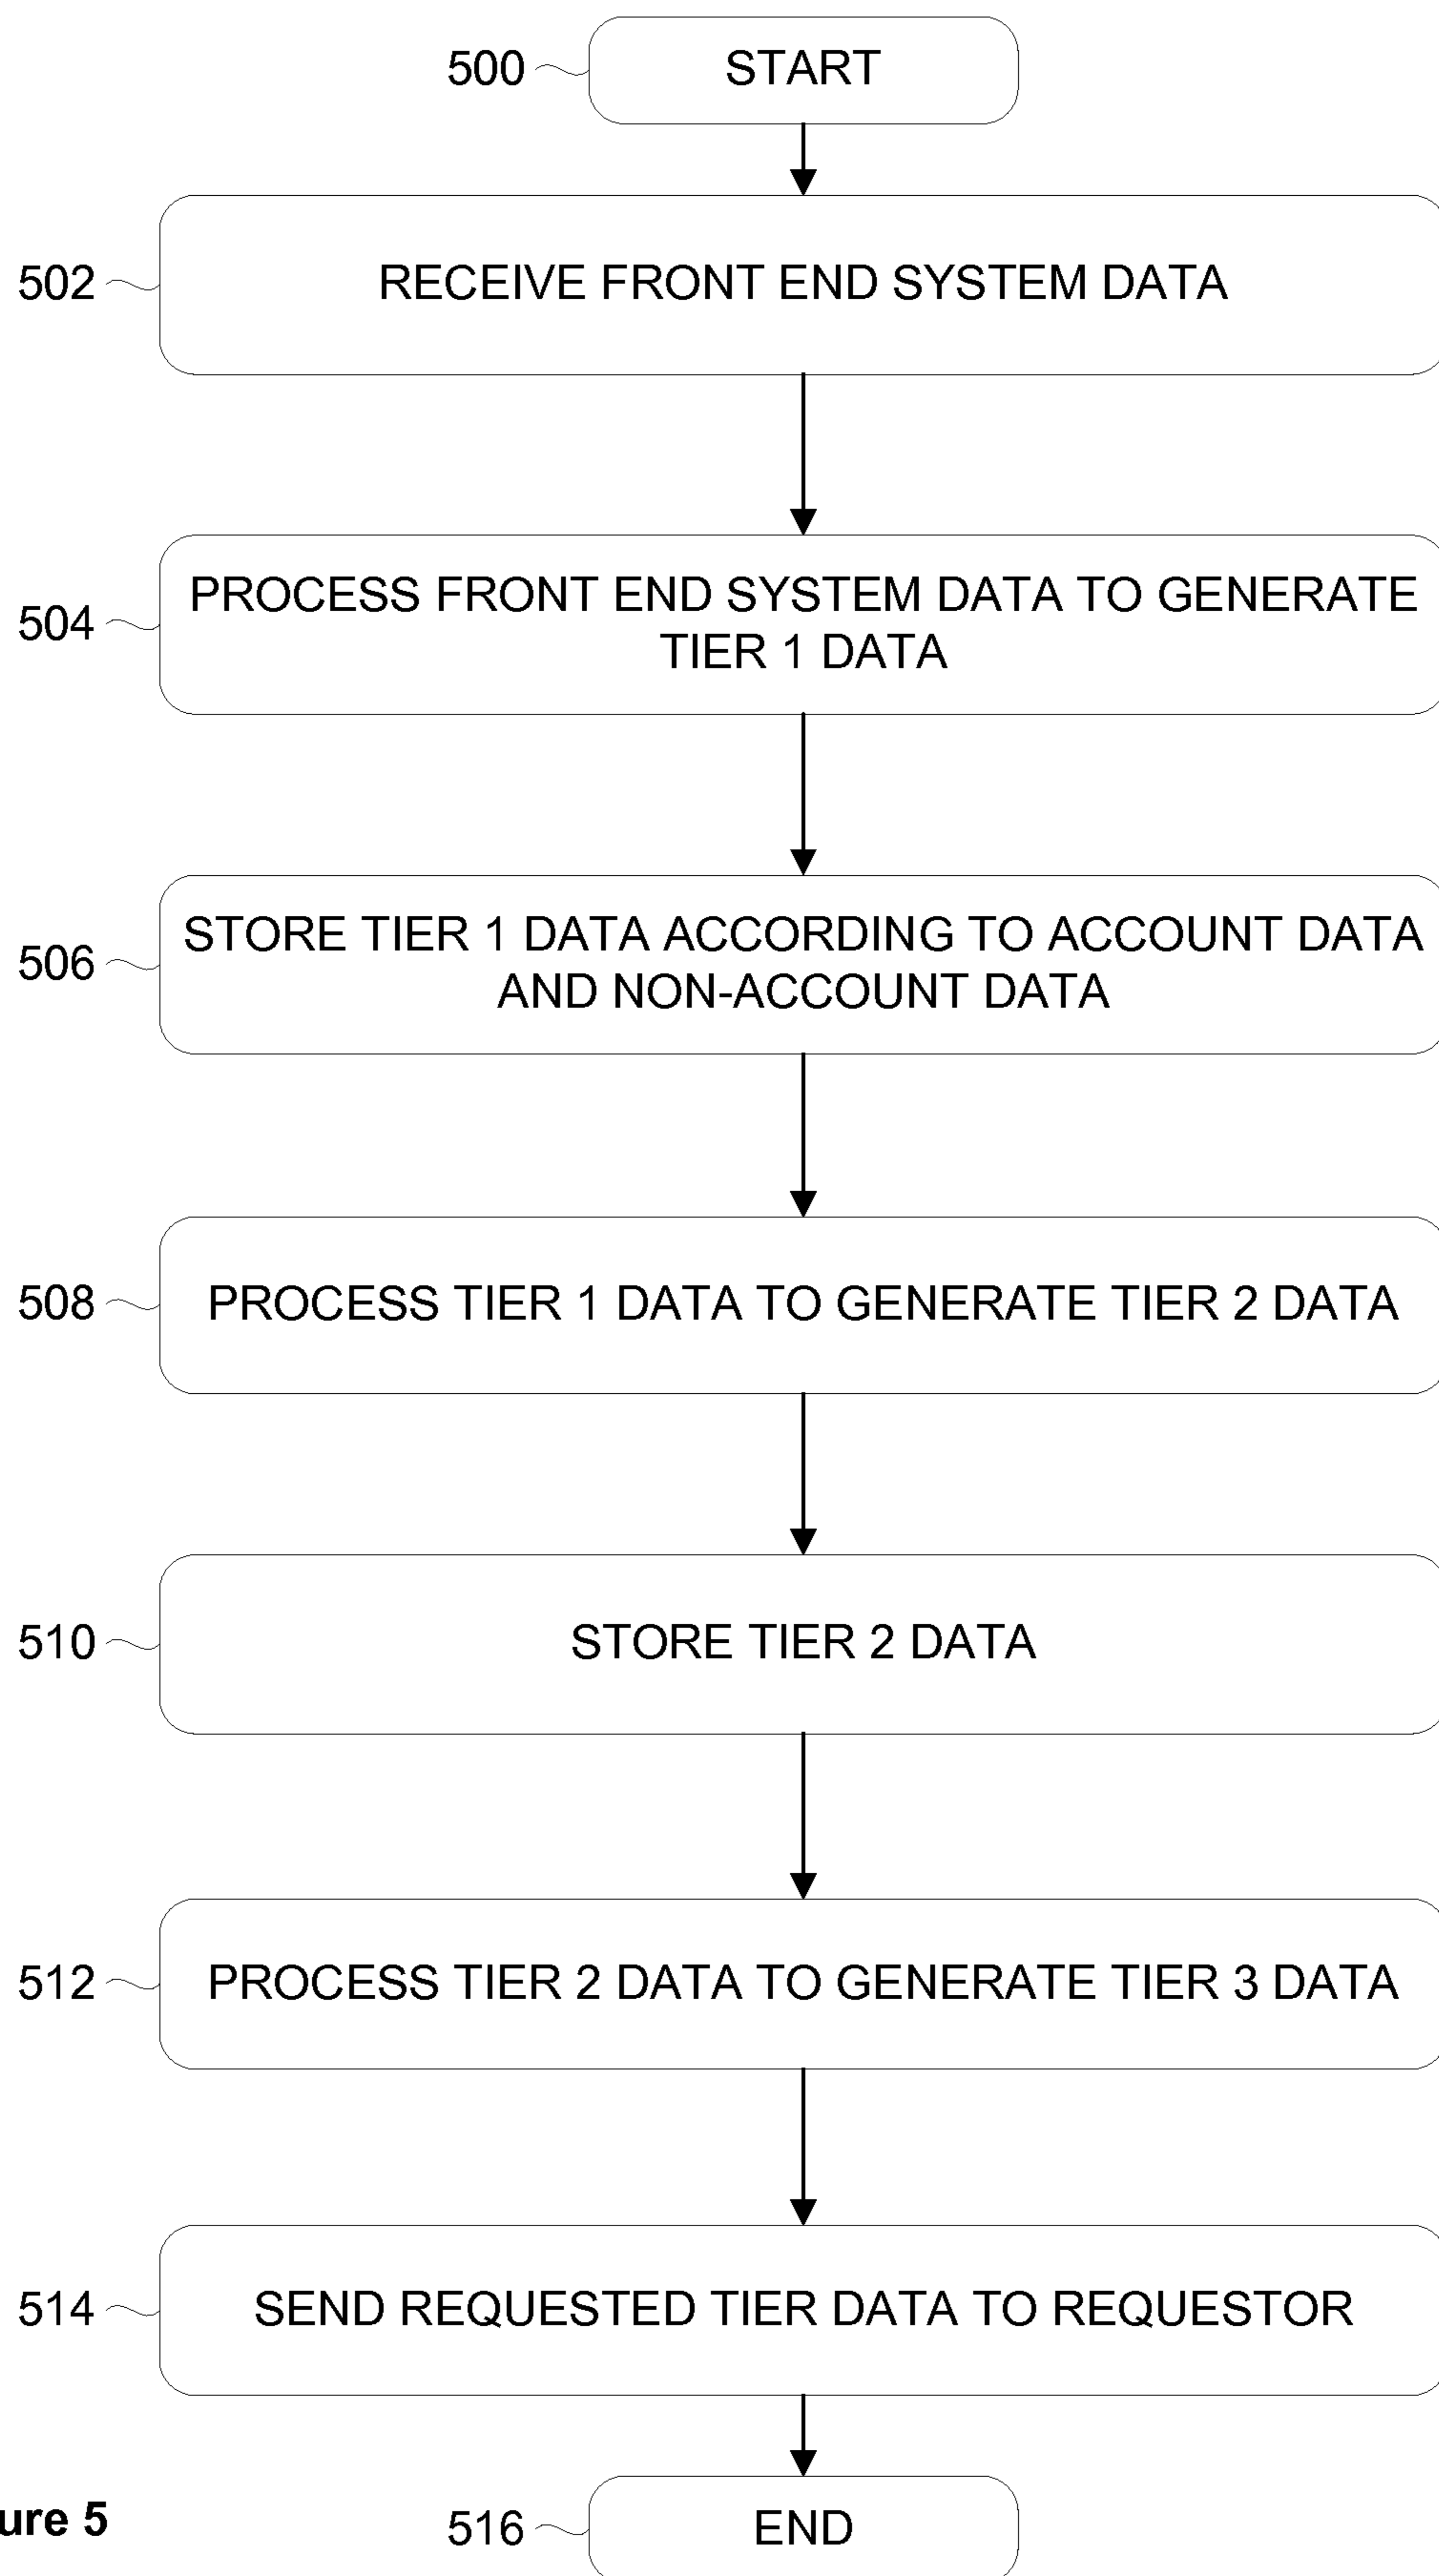 500
START
502
RECEIVE FRONT END SYSTEM DATA
504
PROCESS FRONT END SYSTEM DATA TO GENERATE
TIER 1 DATA
506
STORE TIER 1 DATA ACCORDING TO ACCOUNT DATA
AND NON-ACCOUNT DATA
508
PROCESS TIER 1 DATA TO GENERATE TIER 2 DATA
510
STORE TIER 2 DATA
512
PROCESS TIER 2 DATA TO GENERATE TIER 3 DATA
514
SEND REQUESTED TIER DATA TO REQUESTOR
ure 5
516
END